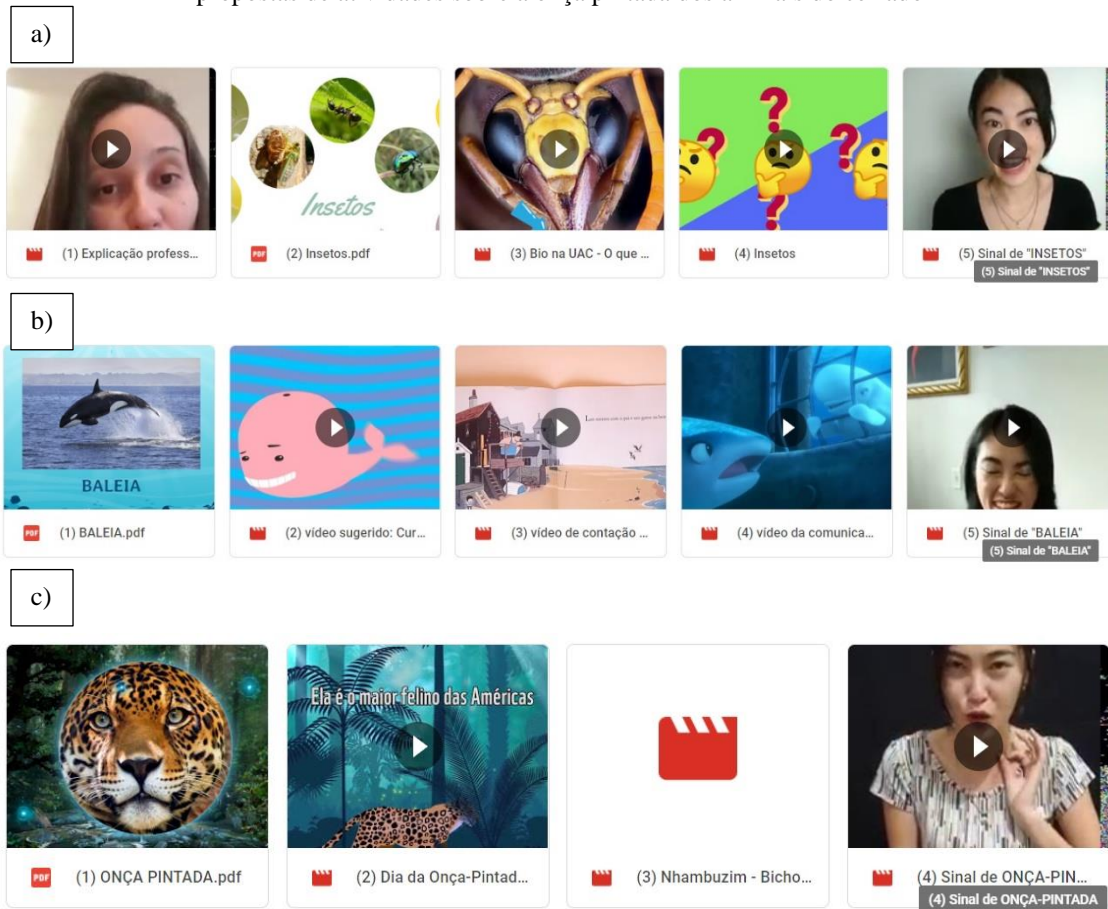 a)
Insetos
(1) Explicação profess...
(2) Insetos.pdf
(3) Bio na UAC - O que ...
(4) Insetos
(5) Sinal de "INSETOS"
(5) Sinal de "INSETOS"
b)
BALEIA
(1) BALEIA.pdf
(2) vídeo sugerido: Cur...
(3) vídeo de contação ...
(4) vídeo da comunica...
(5) Sinal de "BALEIA"
(5) Sinal de "BALEIA"
c)
Ela é o maior felino das Américas
(1) ONÇA PINTADA.pdf
(2) Dia da Onça-Pintad...
(3) Nhambuzim - Bicho...
(4) Sinal de ONÇA-PIN...
(4) Sinal de ONÇA-PINTADA